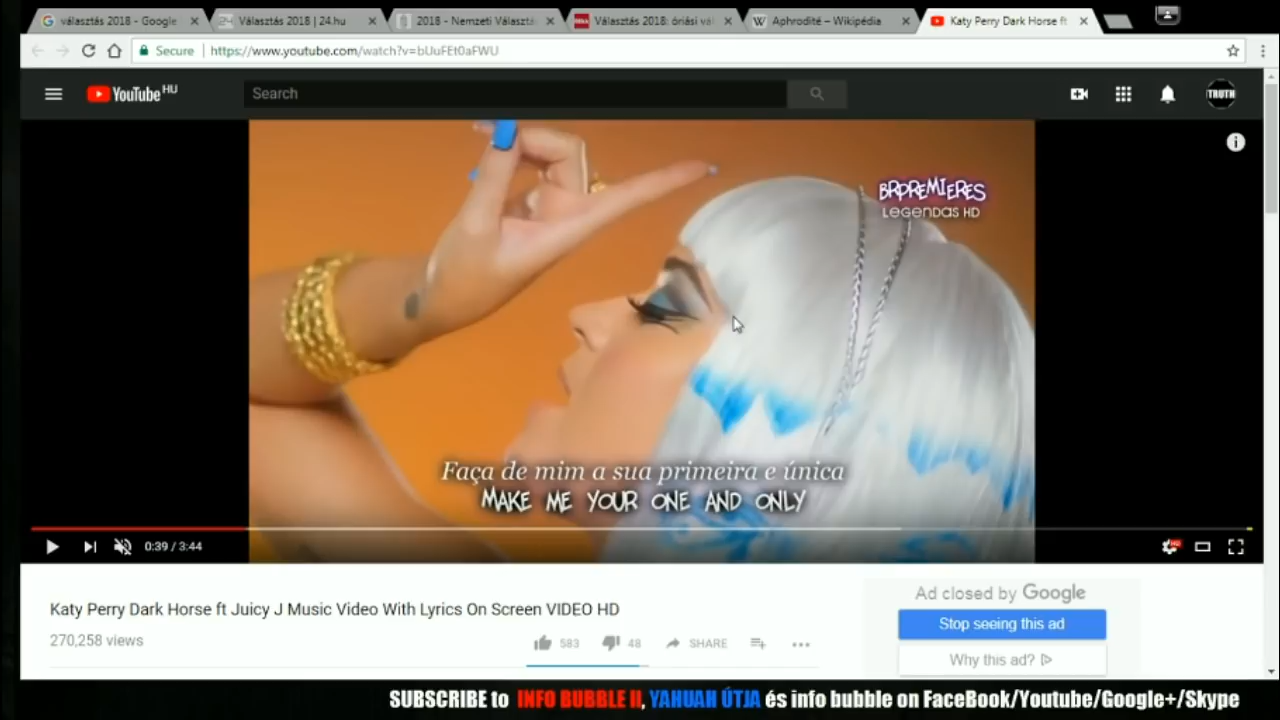 választás 2018 - Google
Választás 2018 | 24.hu
2018 - Nemzeti Választá
Választás 2018: óriási vá
Aphrodité – Wikipédia
Katy Perry Dark Horse ft
Secure
https://www.youtube.com/watch?v=bUuFEt0aFWU
YouTube HU
Search
TRUTH
BRPREMIERES
LEGENDAS HD
Faça de mim a sua primeira e única
MAKE ME YOUR ONE AND ONLY
0:39 / 3:44
Katy Perry Dark Horse ft Juicy J Music Video With Lyrics On Screen VIDEO HD
270,258 views
583
48
SHARE
Ad closed by Google
Stop seeing this ad
Why this ad?
SUBSCRIBE to INFO BUBBLE II, YAHUAH ÚTJA és info bubble on FaceBook/Youtube/Google+/Skype